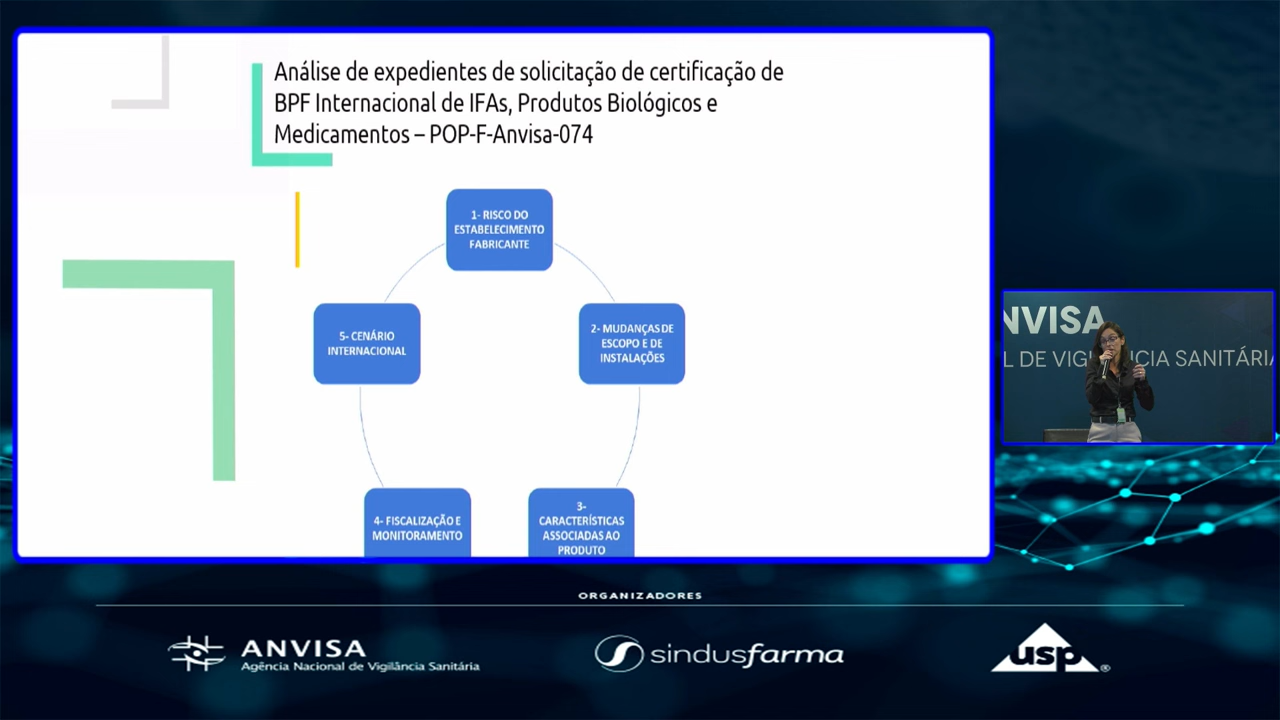 Análise de expedientes de solicitação de certificação de
BPF Internacional de IFAs, Produtos Biológicos e
Medicamentos – POP-F-Anvisa-074
1- RISCO DO
ESTABELECIMENTO
FABRICANTE
2- MUDANÇAS DE
ESCOPO E DE
INSTALAÇÕES
3-
CARACTERÍSTICAS
ASSOCIADAS AO
PRODUTO
4- FISCALIZAÇÃO E
MONITORAMENTO
5- CENÁRIO
INTERNACIONAL
NVISA
L DE VIGILÂNCIA SANITÁRIA
ORGANIZADORES
ANVISA
Agência Nacional de Vigilância Sanitária
sindusfarma
usp®